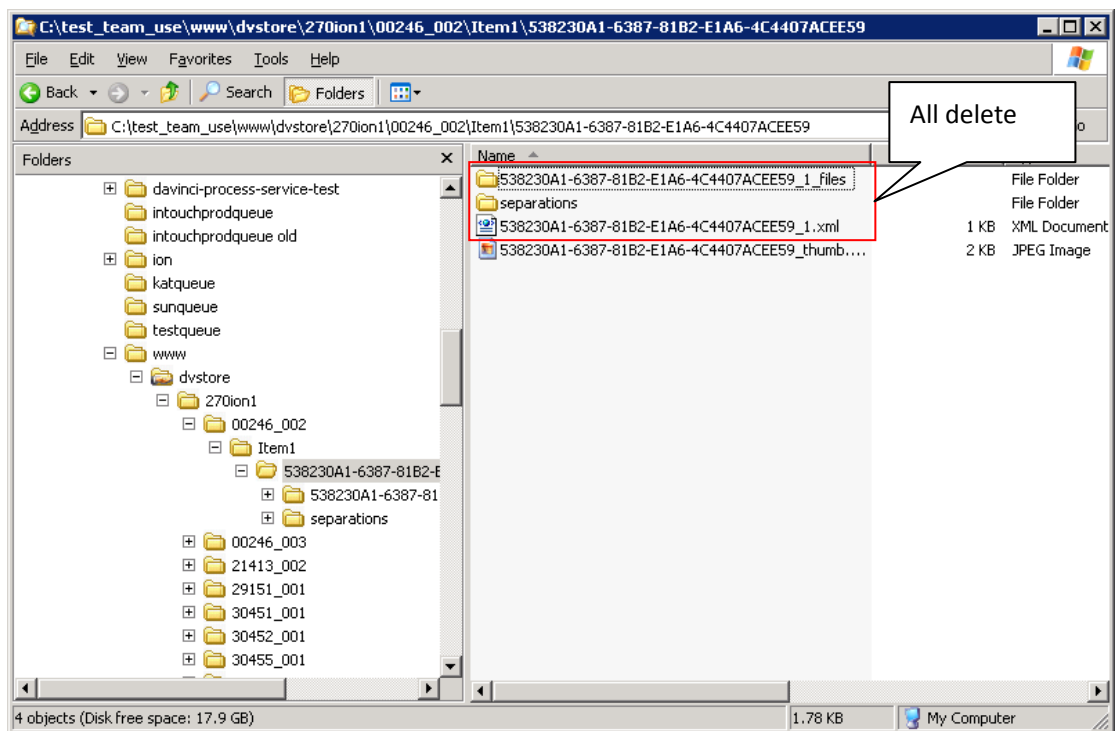 C:\test_team_use\www\dvstore\270ion1\00246_002\Item1\538230A1-6387-81B2-E1A6-4C4407ACEE59
File Edit View Favorites Tools Help
Back Search Folders
Address C:\test_team_use\www\dvstore\270ion1\00246_002\Item1\538230A1-6387-81B2-E1A6-4C4407ACEE59
All delete
Folders
Name
davinci-process-service-test
intouchprodqueue
intouchprodqueue old
ion
katqueue
sunqueue
testqueue
www
dvstore
270ion1
00246_002
Item1
538230A1-6387-81B2-E
538230A1-6387-81
separations
00246_003
21413_002
29151_001
30451_001
30452_001
30455_001
538230A1-6387-81B2-E1A6-4C4407ACEE59_1_files File Folder
separations File Folder
538230A1-6387-81B2-E1A6-4C4407ACEE59_1.xml 1 KB XML Document
538230A1-6387-81B2-E1A6-4C4407ACEE59_thumb.... 2 KB JPEG Image
4 objects (Disk free space: 17.9 GB) 1.78 KB My Computer